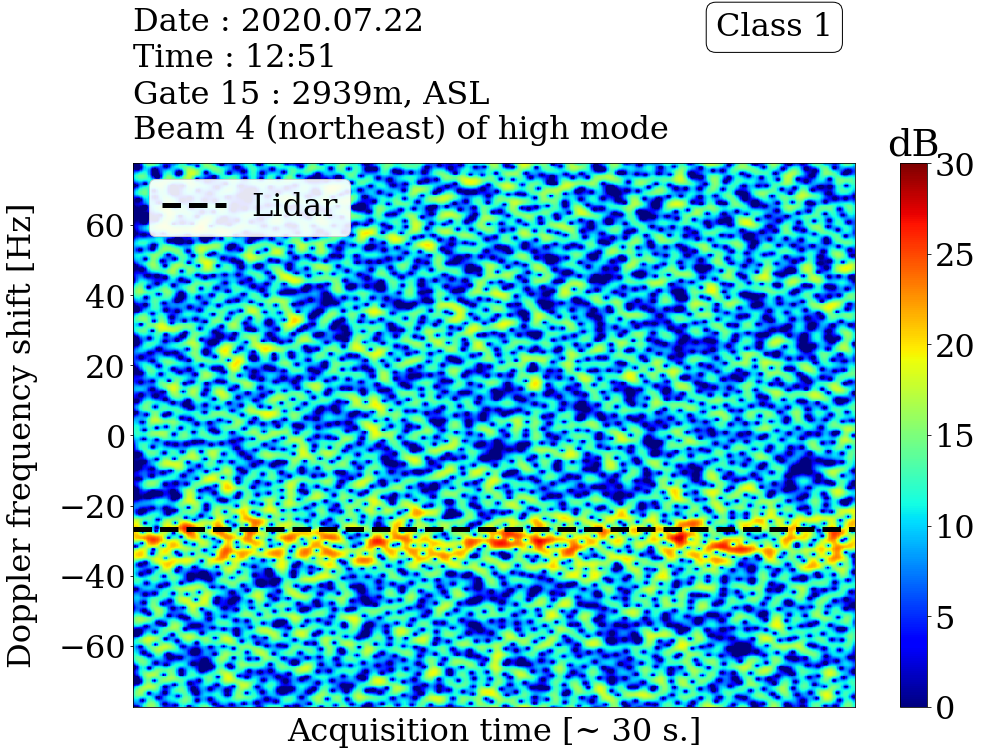 Date : 2020.07.22
Time : 12:51
Gate 15 : 2939m, ASL
Beam 4 (northeast) of high mode
Class 1
dB
Lidar
Doppler frequency shift [Hz]
60
40
20
0
−20
−40
−60
Acquisition time [~ 30 s.]
30
25
20
15
10
5
0